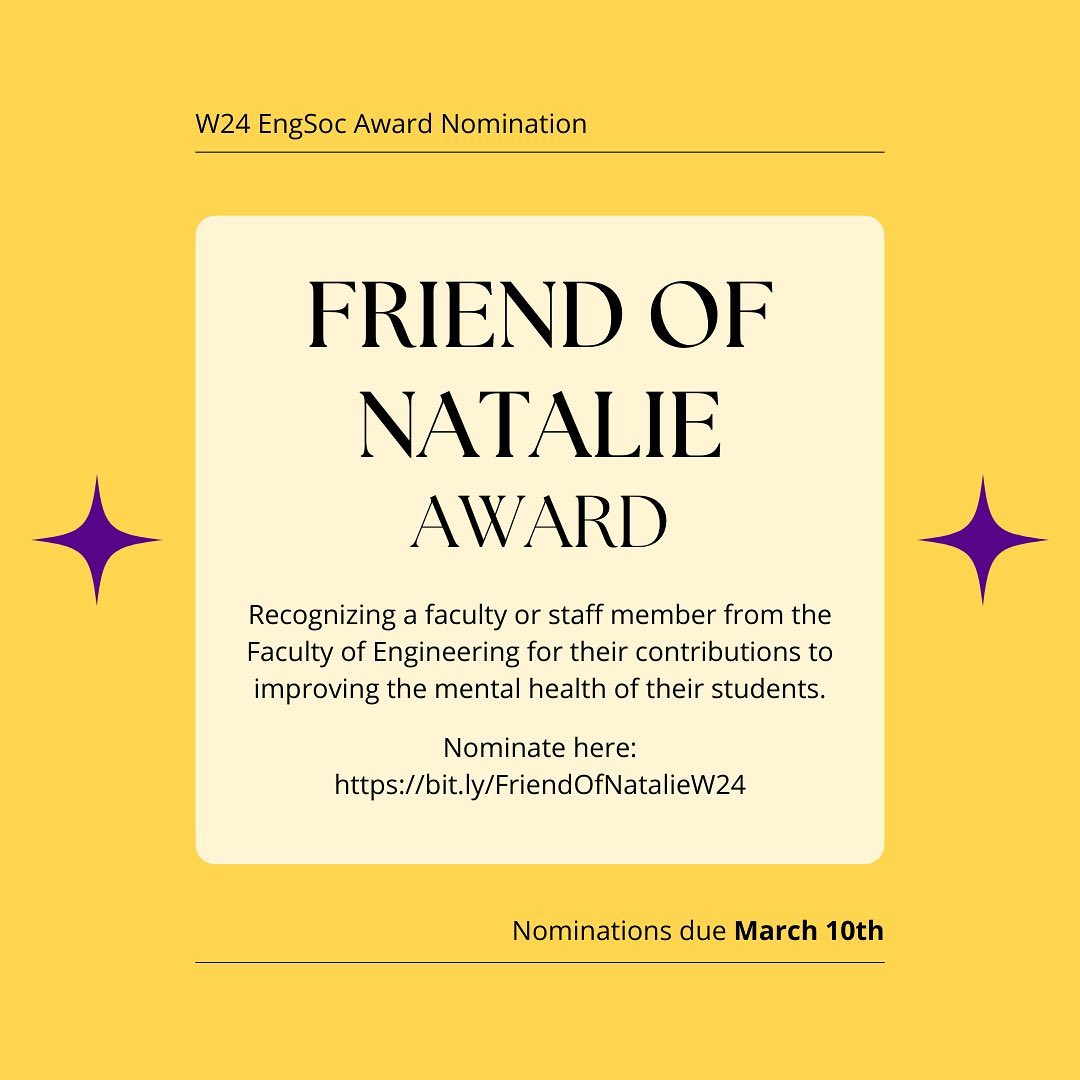 W24 EngSoc Award Nomination
FRIEND OF
NATALIE
AWARD
Recognizing a faculty or staff member from the
Faculty of Engineering for their contributions to
improving the mental health of their students.
Nominate here:
https://bit.ly/FriendOfNatalieW24
Nominations due March 10th